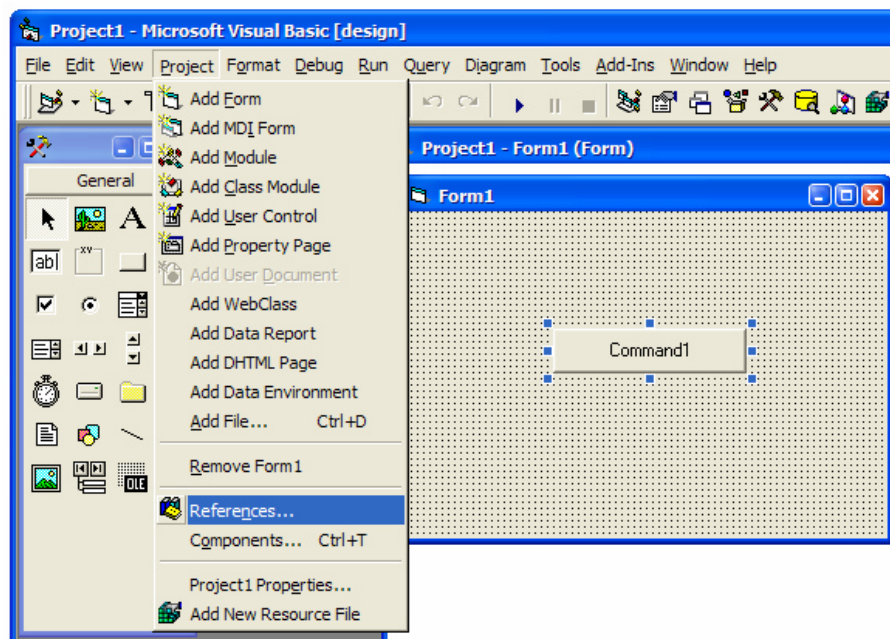 Project1 - Microsoft Visual Basic [design]
File Edit View Project Format Debug Run Query Diagram Tools Add-Ins Window Help
General
A
ab
xy
OLE
Add Form
Add MDI Form
Add Module
Add Class Module
Add User Control
Add Property Page
Add User Document
Add WebClass
Add Data Report
Add DHTML Page
Add Data Environment
Add File... Ctrl+D
Remove Form1
References...
Components... Ctrl+T
Project1 Properties...
Add New Resource File
Project1 - Form1 (Form)
Form1
Command1